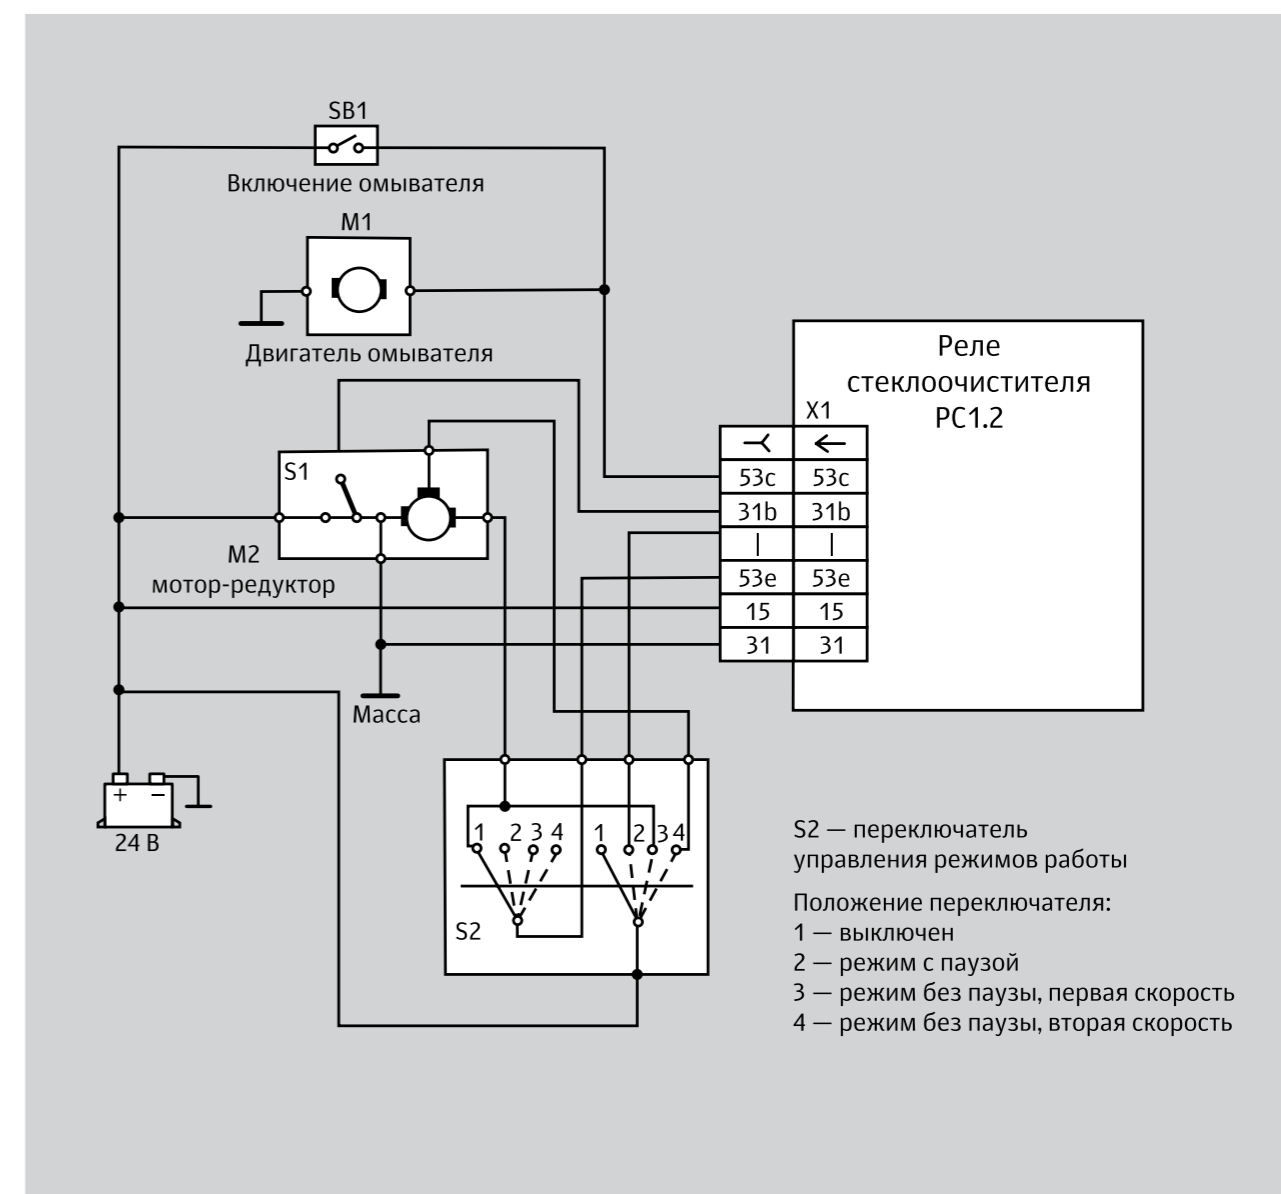 SB1
Включение омывателя
M1
Двигатель омывателя
Реле
стеклоочистителя
РС1.2
X1
53c 53c
31b 31b
| |
53e 53e
15 15
31 31
S1
M2
мотор-редуктор
Масса
+ −
24 В
1 2 3 4 1 2 3 4
S2
S2 — переключатель
управления режимов работы
Положение переключателя:
1 — выключен
2 — режим с паузой
3 — режим без паузы, первая скорость
4 — режим без паузы, вторая скорость